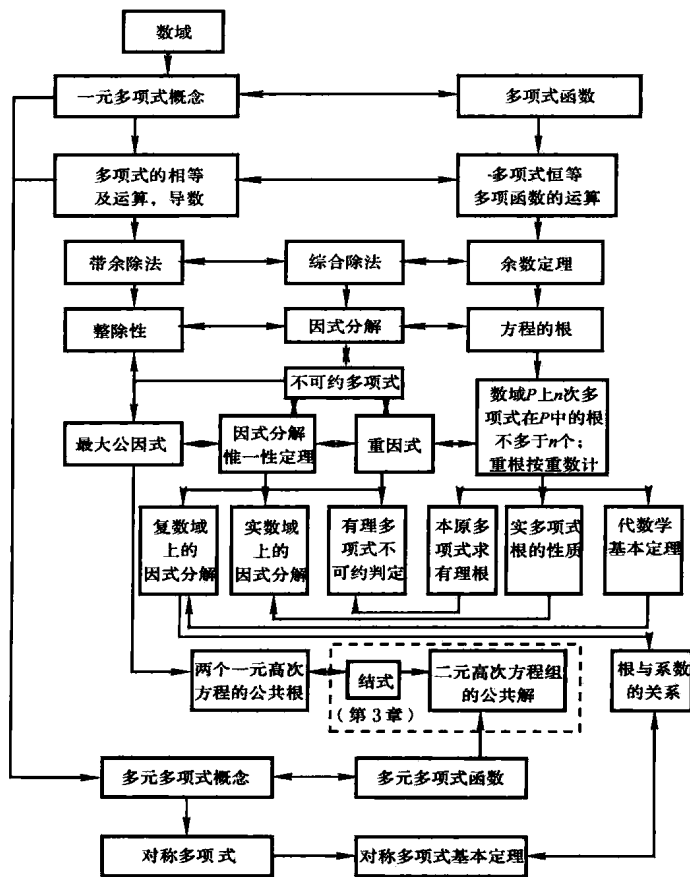 数域
一元多项式概念
多项式函数
多项式的相等
及运算，导数
多项式恒等
多项函数的运算
带余除法
综合除法
余数定理
整除性
因式分解
方程的根
不可约多项式
最大公因式
因式分解
惟一性定理
重因式
数域P上n次多
项式在P中的根
不多于n个；
重根按重数计
复数域
上的
因式分解
实数域
上的
因式分解
有理多
项式不
可约判定
本原多
项式求
有理根
实多项式
根的性质
代数学
基本定理
两个一元高次
方程的公共根
结式
二元高次方程组
的公共解
（第3章）
根与系数
的关系
多元多项式概念
多元多项式函数
对称多项式
对称多项式基本定理